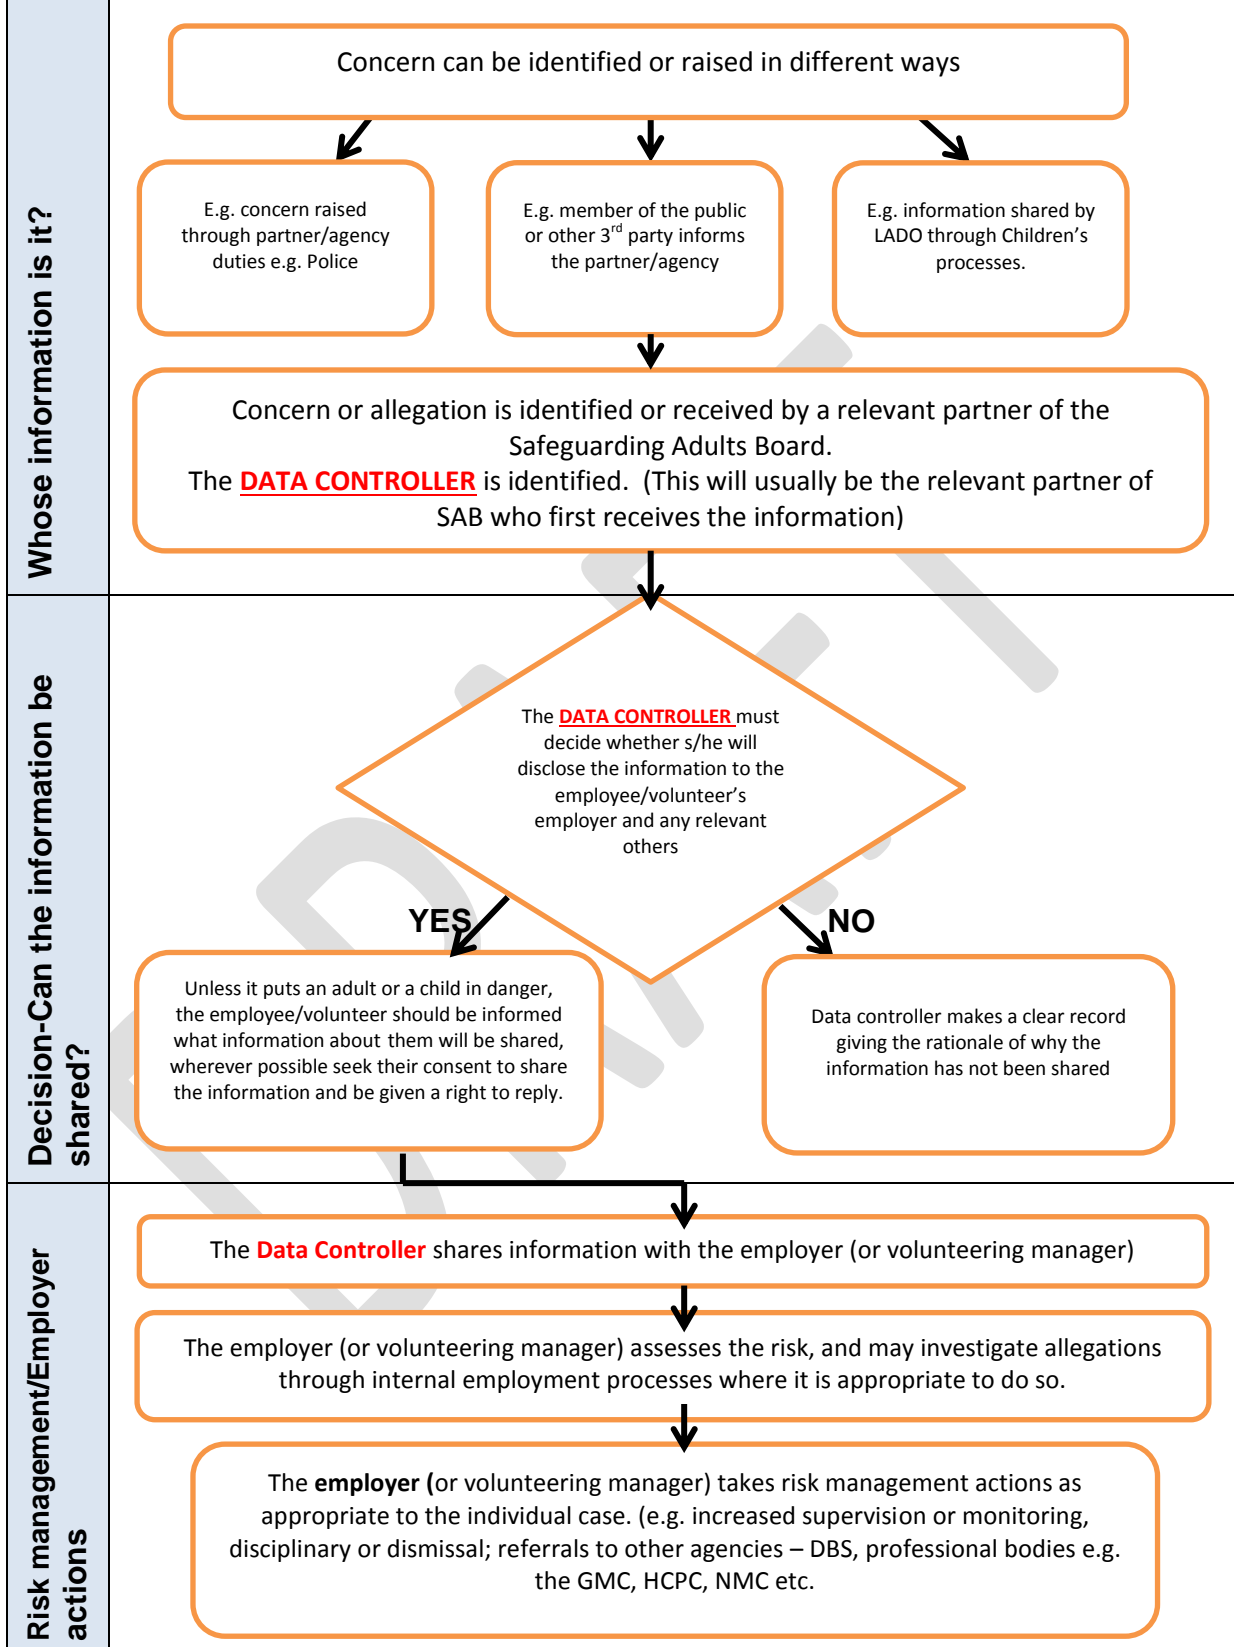 Whose information is it?
Concern can be identified or raised in different ways
E.g. concern raised
through partner/agency
duties e.g. Police
E.g. member of the public
or other 3rd party informs
the partner/agency
E.g. information shared by
LADO through Children’s
processes.
Concern or allegation is identified or received by a relevant partner of the
Safeguarding Adults Board.
The DATA CONTROLLER is identified.  (This will usually be the relevant partner of
SAB who first receives the information)
Decision-Can the information be
shared?
The DATA CONTROLLER must
decide whether s/he will
disclose the information to the
employee/volunteer’s
employer and any relevant
others
YES
NO
Unless it puts an adult or a child in danger,
the employee/volunteer should be informed
what information about them will be shared,
wherever possible seek their consent to share
the information and be given a right to reply.
Data controller makes a clear record
giving the rationale of why the
information has not been shared
Risk management/Employer
actions
The Data Controller shares information with the employer (or volunteering manager)
The employer (or volunteering manager) assesses the risk, and may investigate allegations
through internal employment processes where it is appropriate to do so.
The employer (or volunteering manager) takes risk management actions as
appropriate to the individual case. (e.g. increased supervision or monitoring,
disciplinary or dismissal; referrals to other agencies – DBS, professional bodies e.g.
the GMC, HCPC, NMC etc.
DRAFT